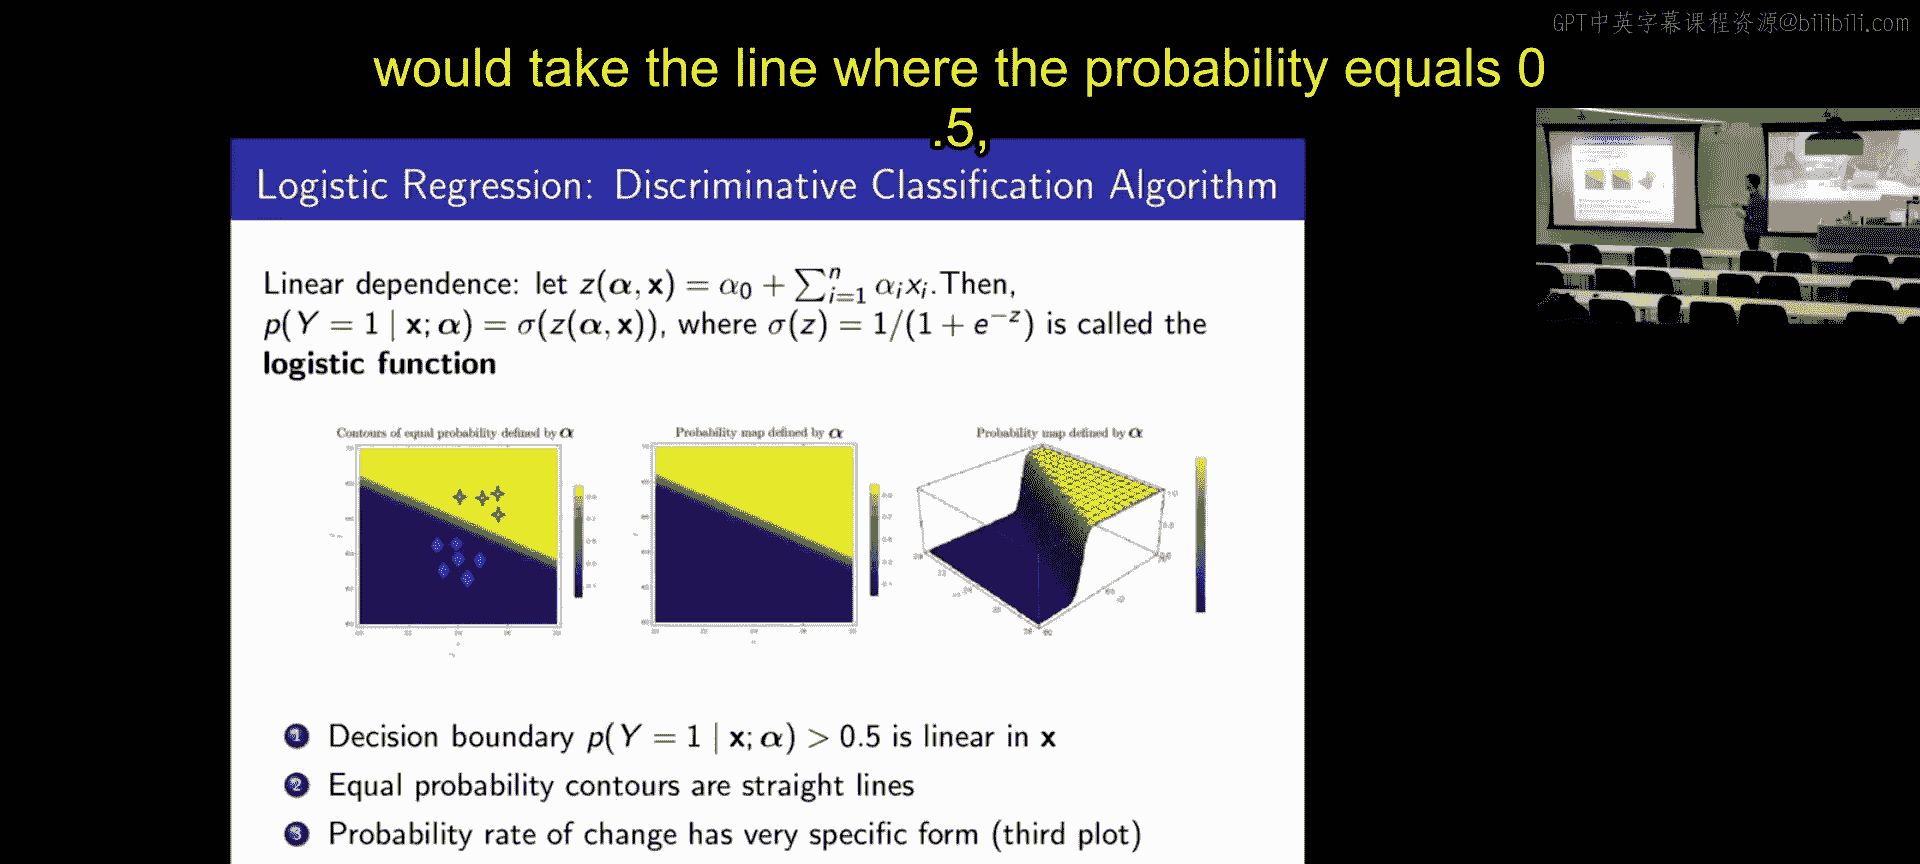 GPT中英字幕课程资源@bilibili.com
would take the line where the probability equals 0
.5,
Logistic Regression: Discriminative Classification Algorithm
Linear dependence: let z(α, x) = α₀ + ∑ⁿᵢ₌₁ αᵢxᵢ.Then,
p(Y = 1 | x; α) = σ(z(α, x)), where σ(z) = 1/(1 + e⁻ᶻ) is called the
logistic function
Contours of equal probability defined by α
Probability map defined by α
Probability map defined by α
1 Decision boundary p(Y = 1 | x; α) > 0.5 is linear in x
2 Equal probability contours are straight lines
3 Probability rate of change has very specific form (third plot)